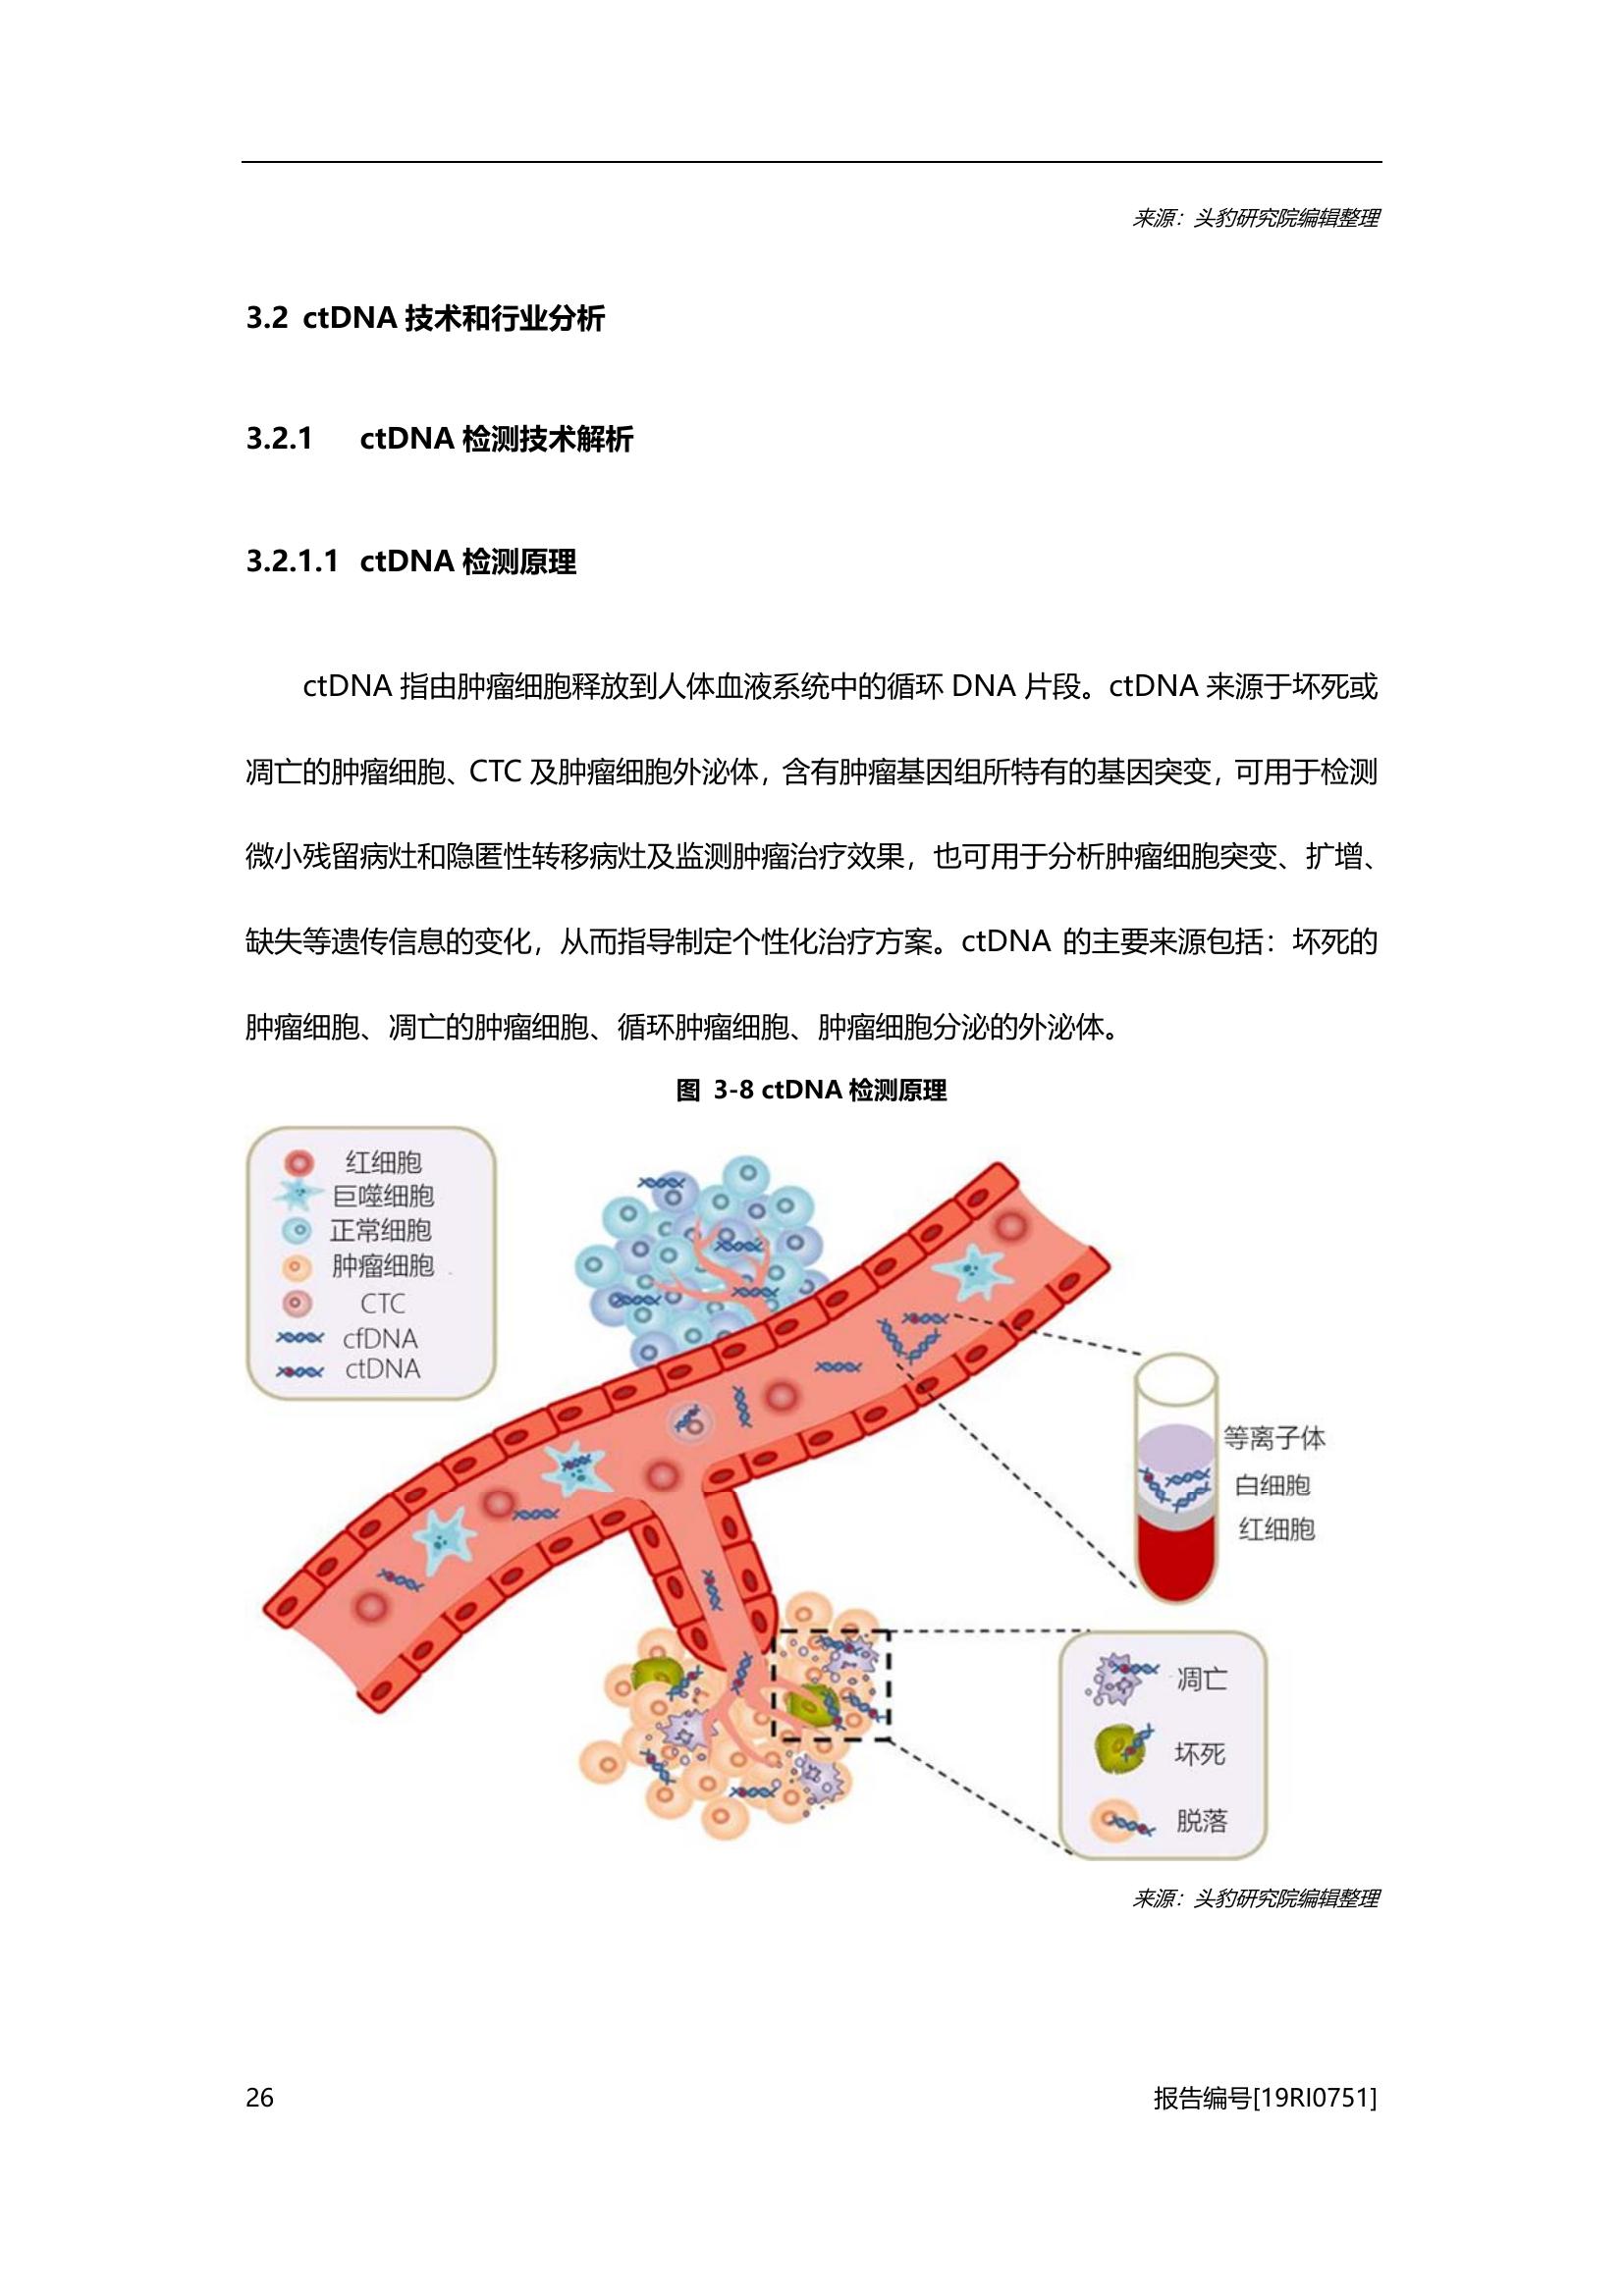 来源：头豹研究院编辑整理
3.2 ctDNA 技术和行业分析
3.2.1 ctDNA 检测技术解析
3.2.1.1 ctDNA 检测原理
ctDNA 指由肿瘤细胞释放到人体血液系统中的循环 DNA 片段。ctDNA 来源于坏死或
凋亡的肿瘤细胞、CTC 及肿瘤细胞外泌体，含有肿瘤基因组所特有的基因突变，可用于检测
微小残留病灶和隐匿性转移病灶及监测肿瘤治疗效果，也可用于分析肿瘤细胞突变、扩增、
缺失等遗传信息的变化，从而指导制定个性化治疗方案。ctDNA 的主要来源包括：坏死的
肿瘤细胞、凋亡的肿瘤细胞、循环肿瘤细胞、肿瘤细胞分泌的外泌体。
图 3-8 ctDNA 检测原理
红细胞
巨噬细胞
正常细胞
肿瘤细胞
CTC
cfDNA
ctDNA
等离子体
白细胞
红细胞
凋亡
坏死
脱落
来源：头豹研究院编辑整理
26
报告编号[19RI0751]